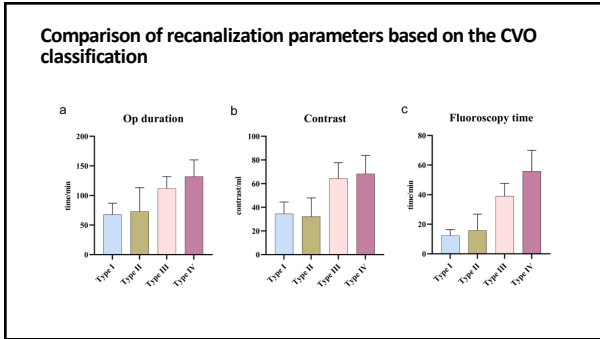 Comparison of recanalization parameters based on the CVO
classification
a
Op duration
time/min
200
150
100
50
0
Type I
Type II
Type III
Type IV
b
Contrast
contrast/ml
100
80
60
40
20
0
Type I
Type II
Type III
Type IV
c
Fluoroscopy time
time/min
80
60
40
20
0
Type I
Type II
Type III
Type IV